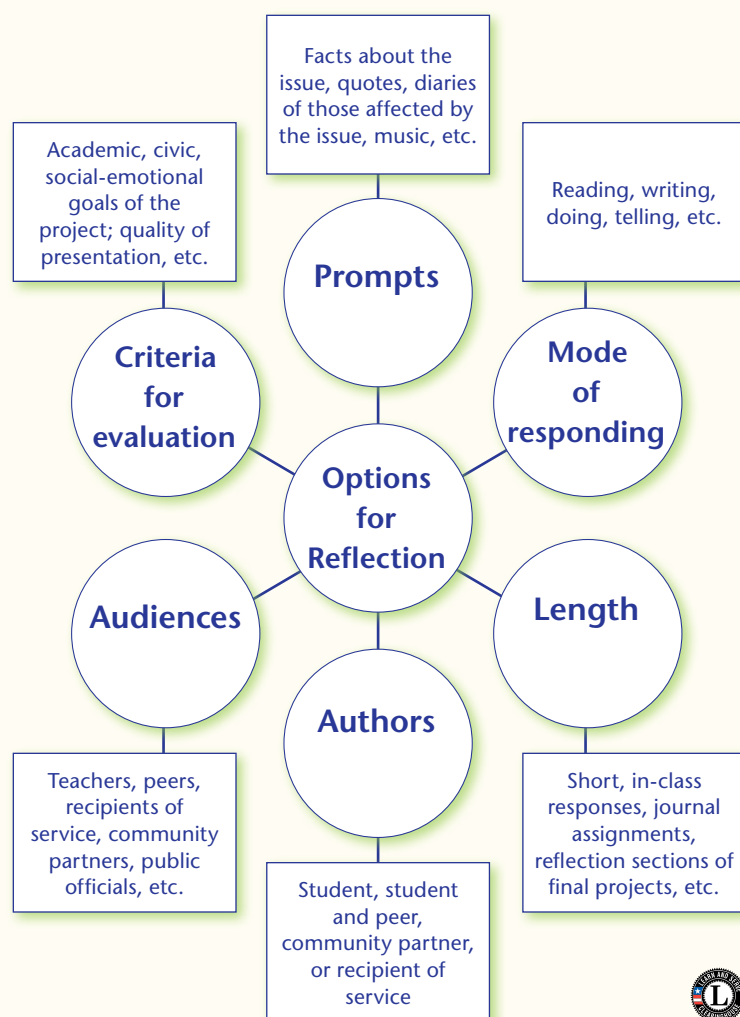 Facts about the
issue, quotes, diaries
of those affected by
the issue, music, etc.
Academic, civic,
social-emotional
goals of the
project; quality of
presentation, etc.
Reading, writing,
doing, telling, etc.
Prompts
Criteria
for
evaluation
Mode
of
responding
Options
for
Reflection
Audiences
Length
Authors
Teachers, peers,
recipients of
service, community
partners, public
officials, etc.
Short, in-class
responses, journal
assignments,
reflection sections of
final projects, etc.
Student, student
and peer,
community partner,
or recipient of
service
LEARN AND SERVE
L